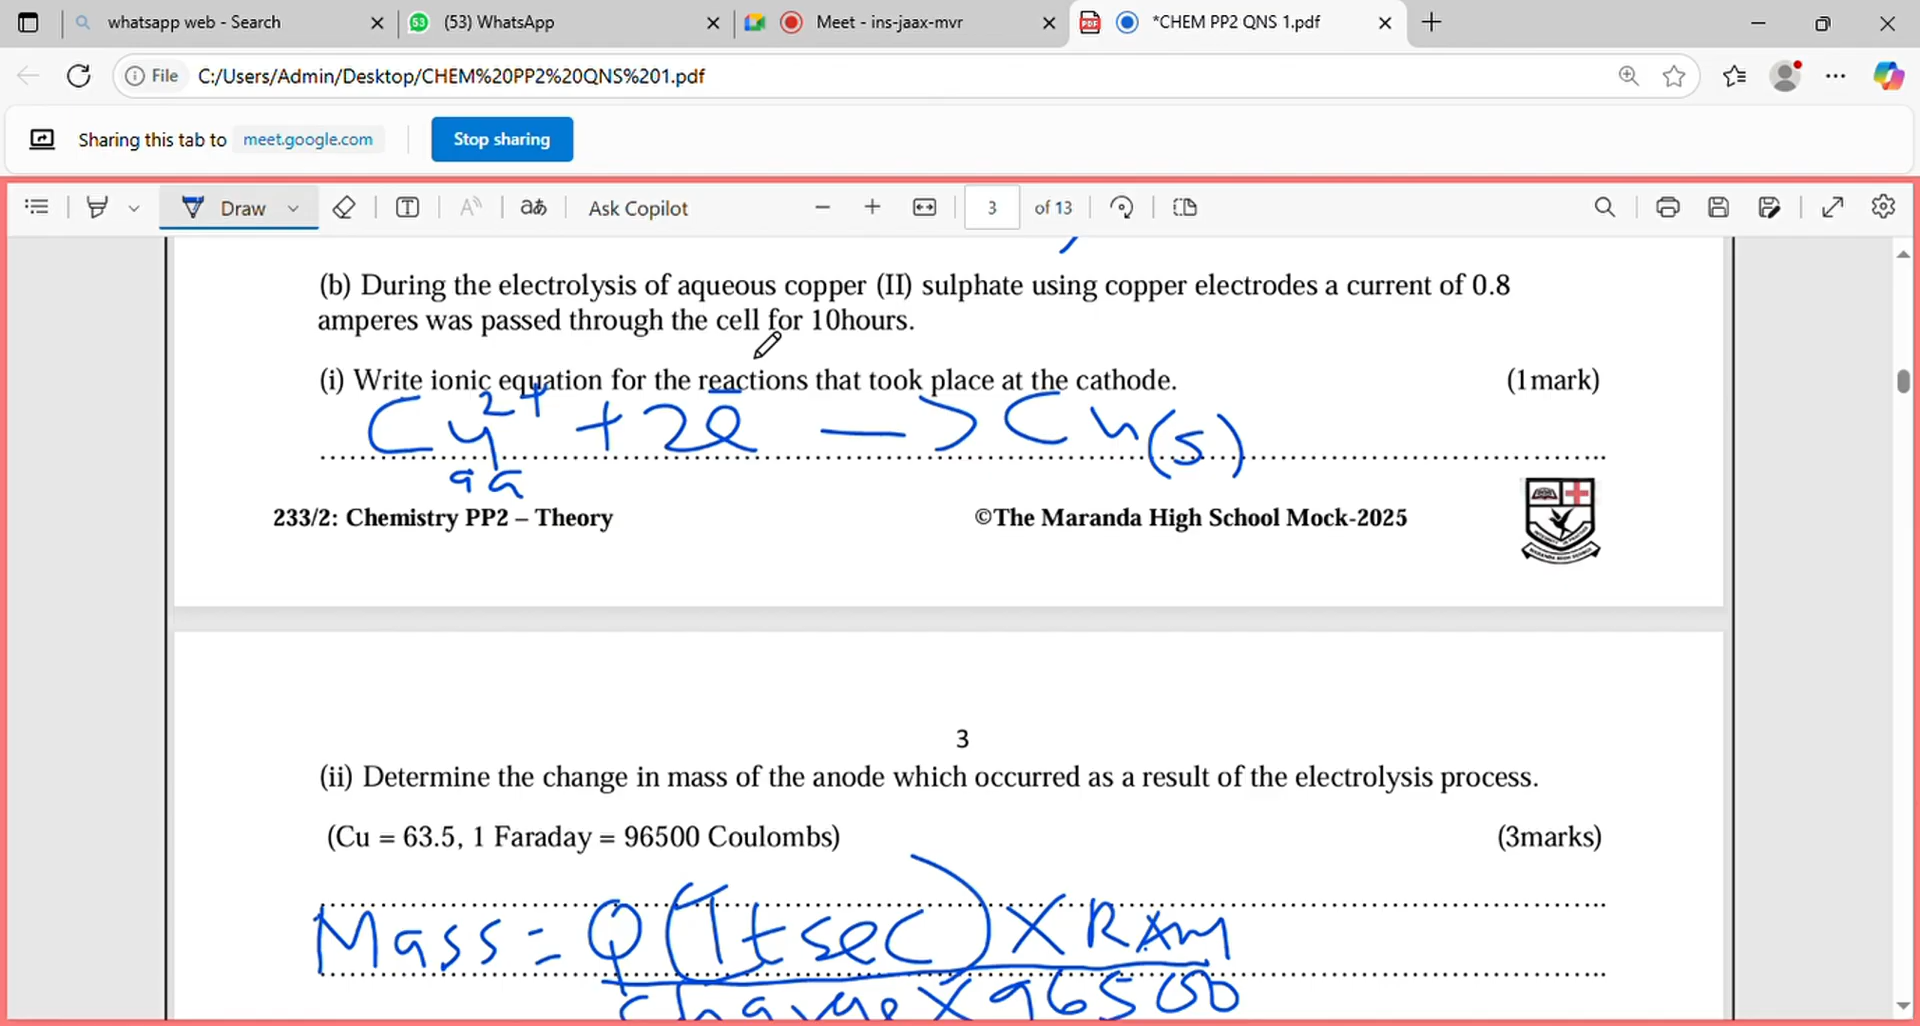 whatsapp web - Search
(53) WhatsApp
Meet - ins-jaax-mvr
*CHEM PP2 QNS 1.pdf
File C:/Users/Admin/Desktop/CHEM%20PP2%20QNS%201.pdf
Sharing this tab to meet.google.com Stop sharing
Draw Ask Copilot 3 of 13
(b) During the electrolysis of aqueous copper (II) sulphate using copper electrodes a current of 0.8
amperes was passed through the cell for 10hours.
(i) Write ionic equation for the reactions that took place at the cathode. (1mark)
Cu2+ + 2e̅ —> Cu(s)
aq
233/2: Chemistry PP2 – Theory ©The Maranda High School Mock-2025
3
(ii) Determine the change in mass of the anode which occurred as a result of the electrolysis process.
(Cu = 63.5, 1 Faraday = 96500 Coulombs) (3marks)
Mass = Q(It sec) X RAM
charge X 96500